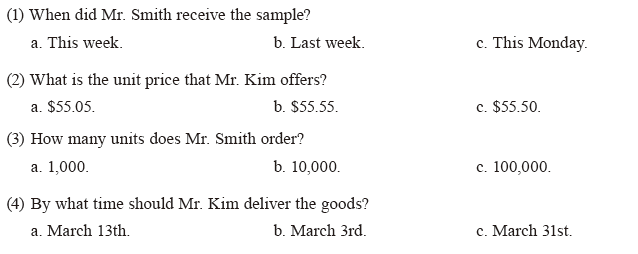 (1) When did Mr. Smith receive the sample?
a. This week. b. Last week. c. This Monday.
(2) What is the unit price that Mr. Kim offers?
a. $55.05. b. $55.55. c. $55.50.
(3) How many units does Mr. Smith order?
a. 1,000. b. 10,000. c. 100,000.
(4) By what time should Mr. Kim deliver the goods?
a. March 13th. b. March 3rd. c. March 31st.